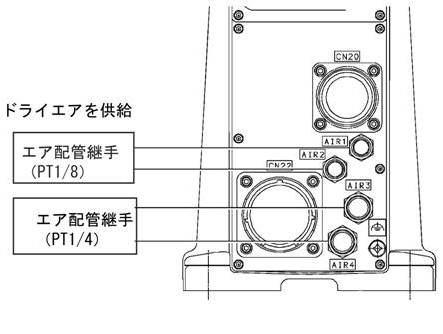 CN20
ドライエアを供給
AIR1
エア配管継手
(PT1/8)
AIR2
CN22
AIR3
エア配管継手
(PT1/4)
AIR4